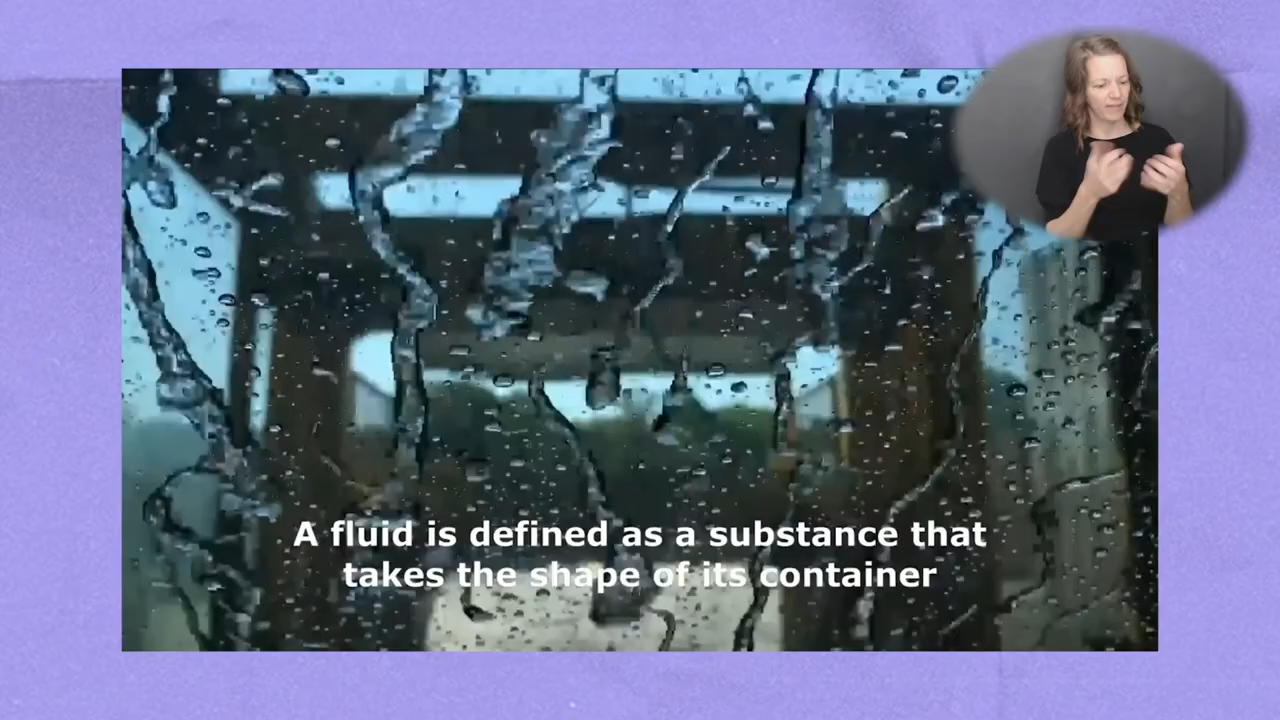 A fluid is defined as a substance that
takes the shape of its container